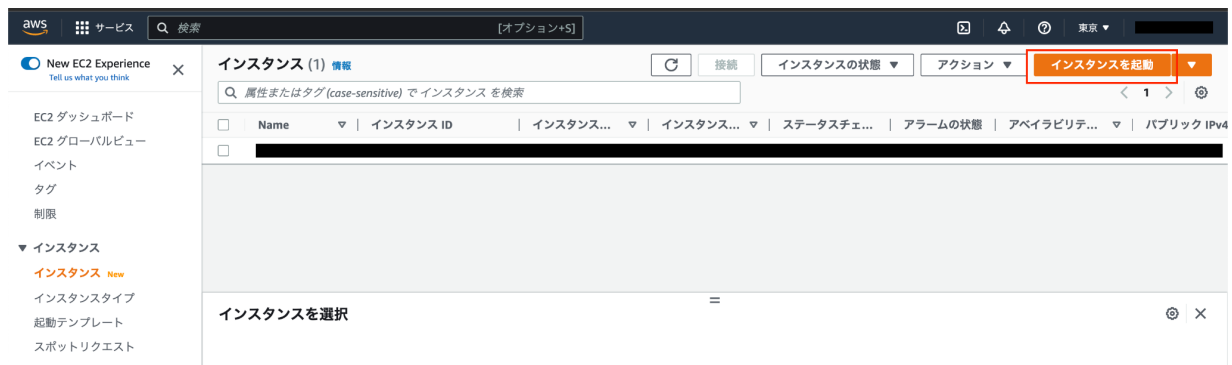 aws サービス 検索 [オプション+S] 東京 ▼
New EC2 Experience
Tell us what you think
EC2 ダッシュボード
EC2 グローバルビュー
イベント
タグ
制限
▼ インスタンス
インスタンス New
インスタンスタイプ
起動テンプレート
スポットリクエスト
インスタンス (1) 情報 接続 インスタンスの状態 ▼ アクション ▼ インスタンスを起動 ▼
属性またはタグ (case-sensitive) で インスタンス を検索 < 1 >
Name インスタンス ID インスタンス... インスタンス... ステータスチェ... アラームの状態 アベイラビリテ... パブリック IPv4
インスタンスを選択